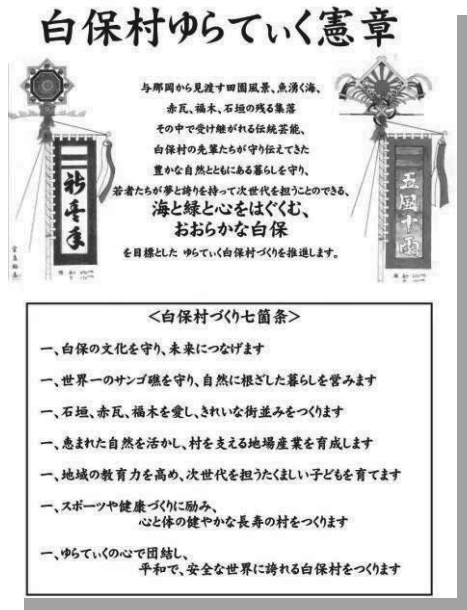 白保村ゆらてぃく憲章
与那岡から見渡す田園風景、魚湧く海、
赤瓦、福木、石垣の残る集落
その中で受け継がれる伝統芸能、
白保村の先輩たちが守り伝えてきた
豊かな自然とともにある暮らしを守り、
若者たちが夢と誇りを持って次世代を担うことのできる、
海と緑と心をはぐくむ、
おおらかな白保
を目標とした ゆらてぃく白保村づくりを推進します。
五風十雨
<白保村づくり七箇条>
一、白保の文化を守り、未来につなげます
一、世界一のサンゴ礁を守り、自然に根ざした暮らしを営みます
一、石垣、赤瓦、福木を愛し、きれいな街並みをつくります
一、恵まれた自然を活かし、村を支える地場産業を育成します
一、地域の教育力を高め、次世代を担うたくましい子どもを育てます
一、スポーツや健康づくりに励み、
心と体の健やかな長寿の村をつくります
一、ゆらてぃくの心で団結し、
平和で、安全な世界に誇れる白保村をつくります